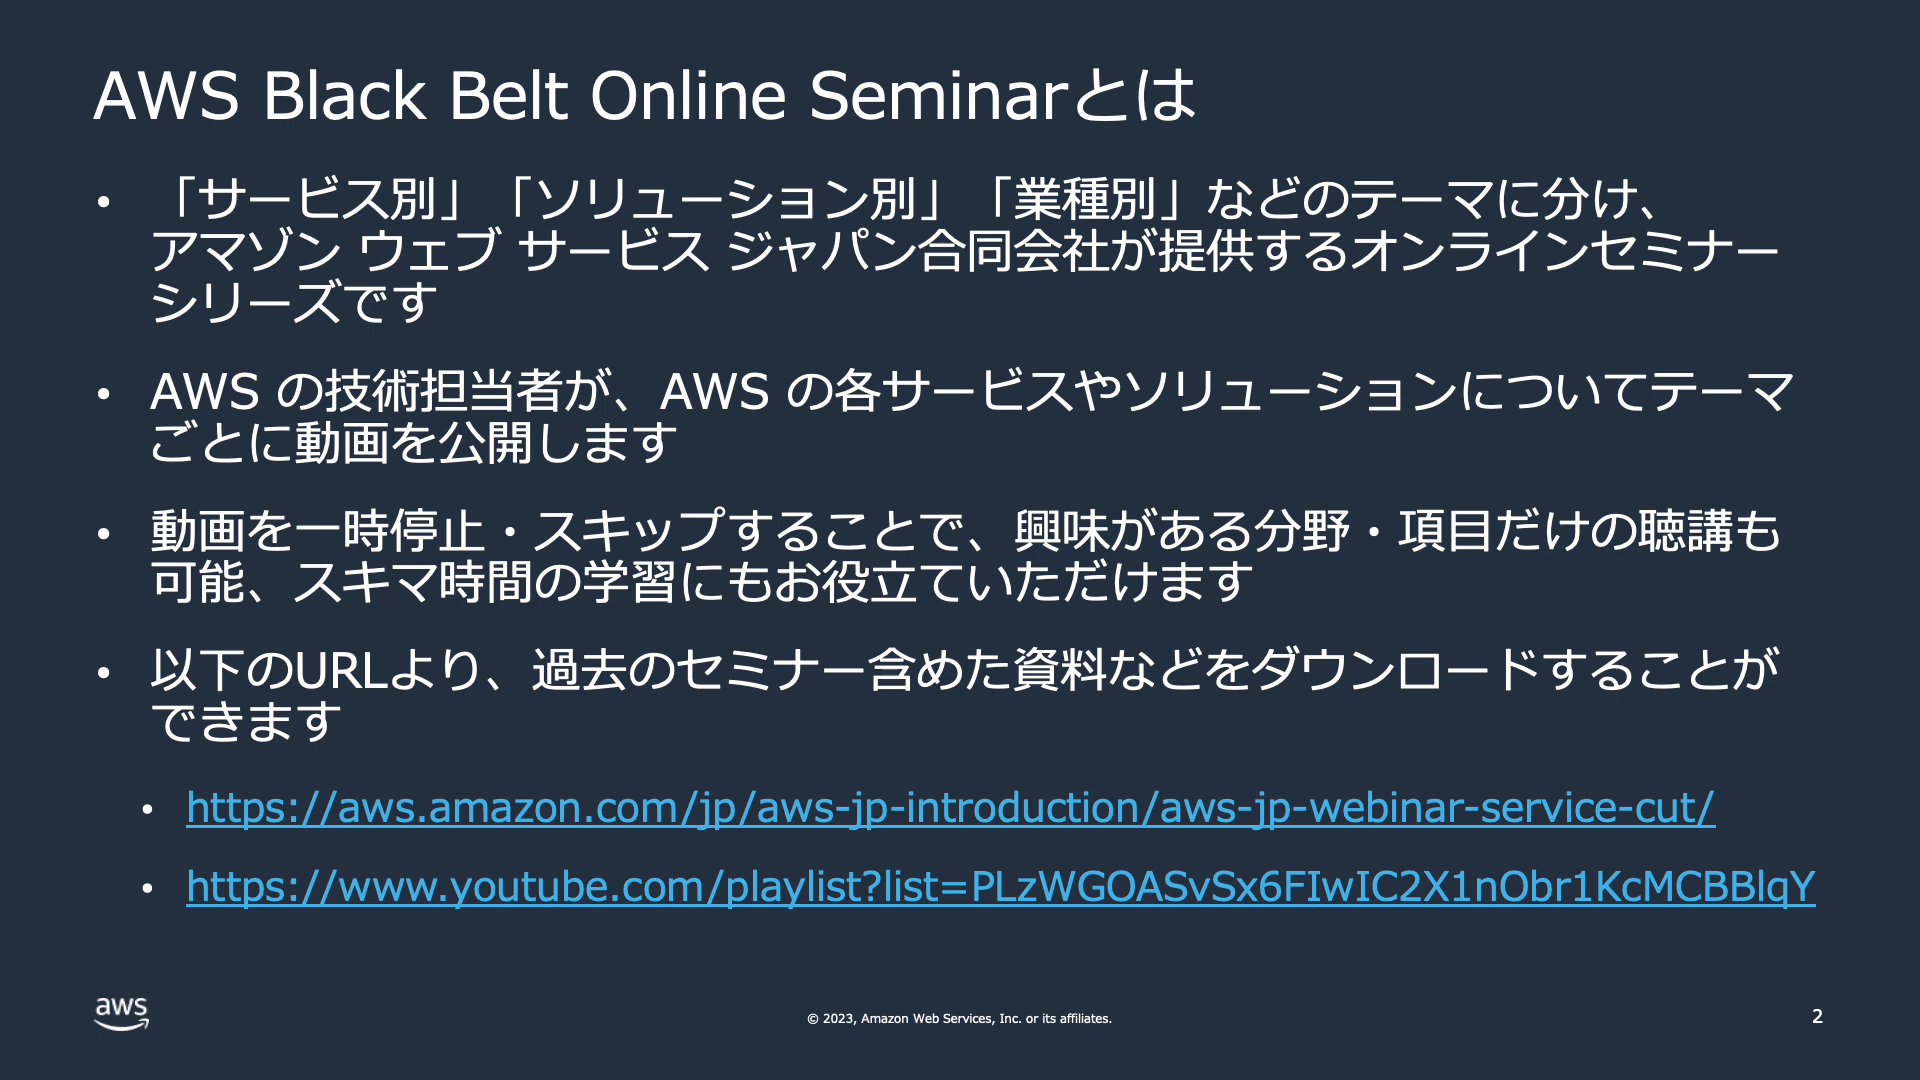 AWS Black Belt Online Seminarとは
• 「サービス別」「ソリューション別」「業種別」などのテーマに分け、
アマゾン ウェブ サービス ジャパン合同会社が提供するオンラインセミナー
シリーズです
• AWS の技術担当者が、AWS の各サービスやソリューションについてテーマ
ごとに動画を公開します
• 動画を一時停止・スキップすることで、興味がある分野・項目だけの聴講も
可能、スキマ時間の学習にもお役立ていただけます
• 以下のURLより、過去のセミナー含めた資料などをダウンロードすることが
できます
• https://aws.amazon.com/jp/aws-jp-introduction/aws-jp-webinar-service-cut/
• https://www.youtube.com/playlist?list=PLzWGOASvSx6FIwIC2X1nObr1KcMCBBlqY
aws
© 2023, Amazon Web Services, Inc. or its affiliates.
2